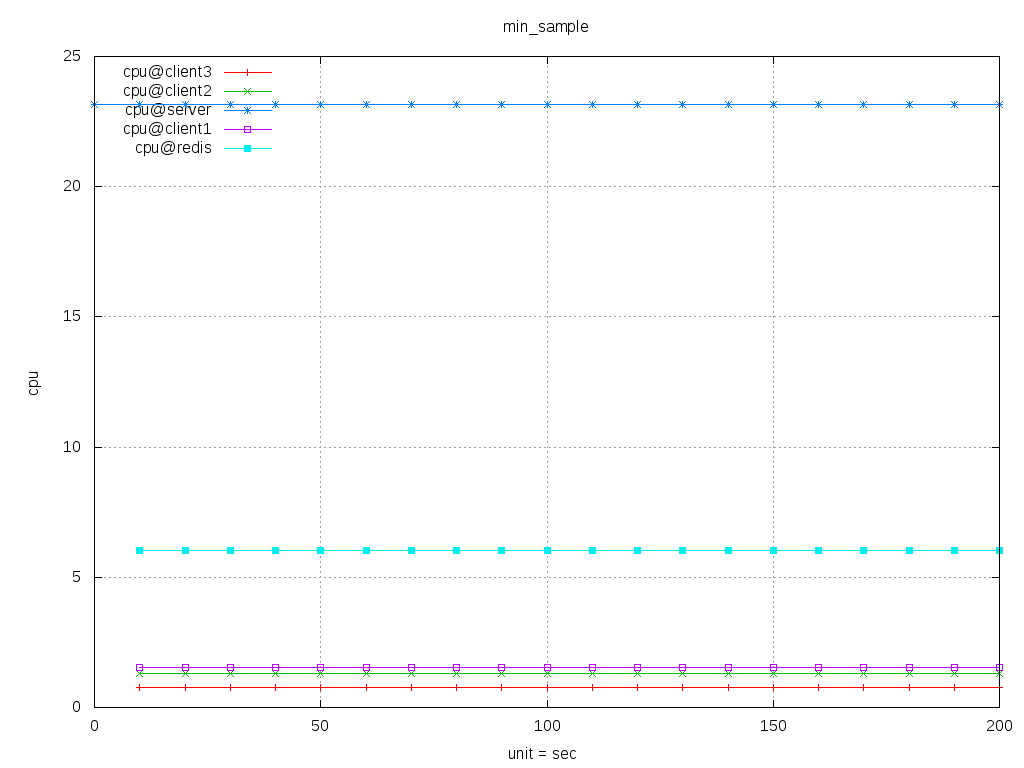 min_sample
25
cpu@client3
cpu@client2
cpu@server
cpu@client1
cpu@redis
20
15
cpu
10
5
0
0 50 100 150 200
unit = sec